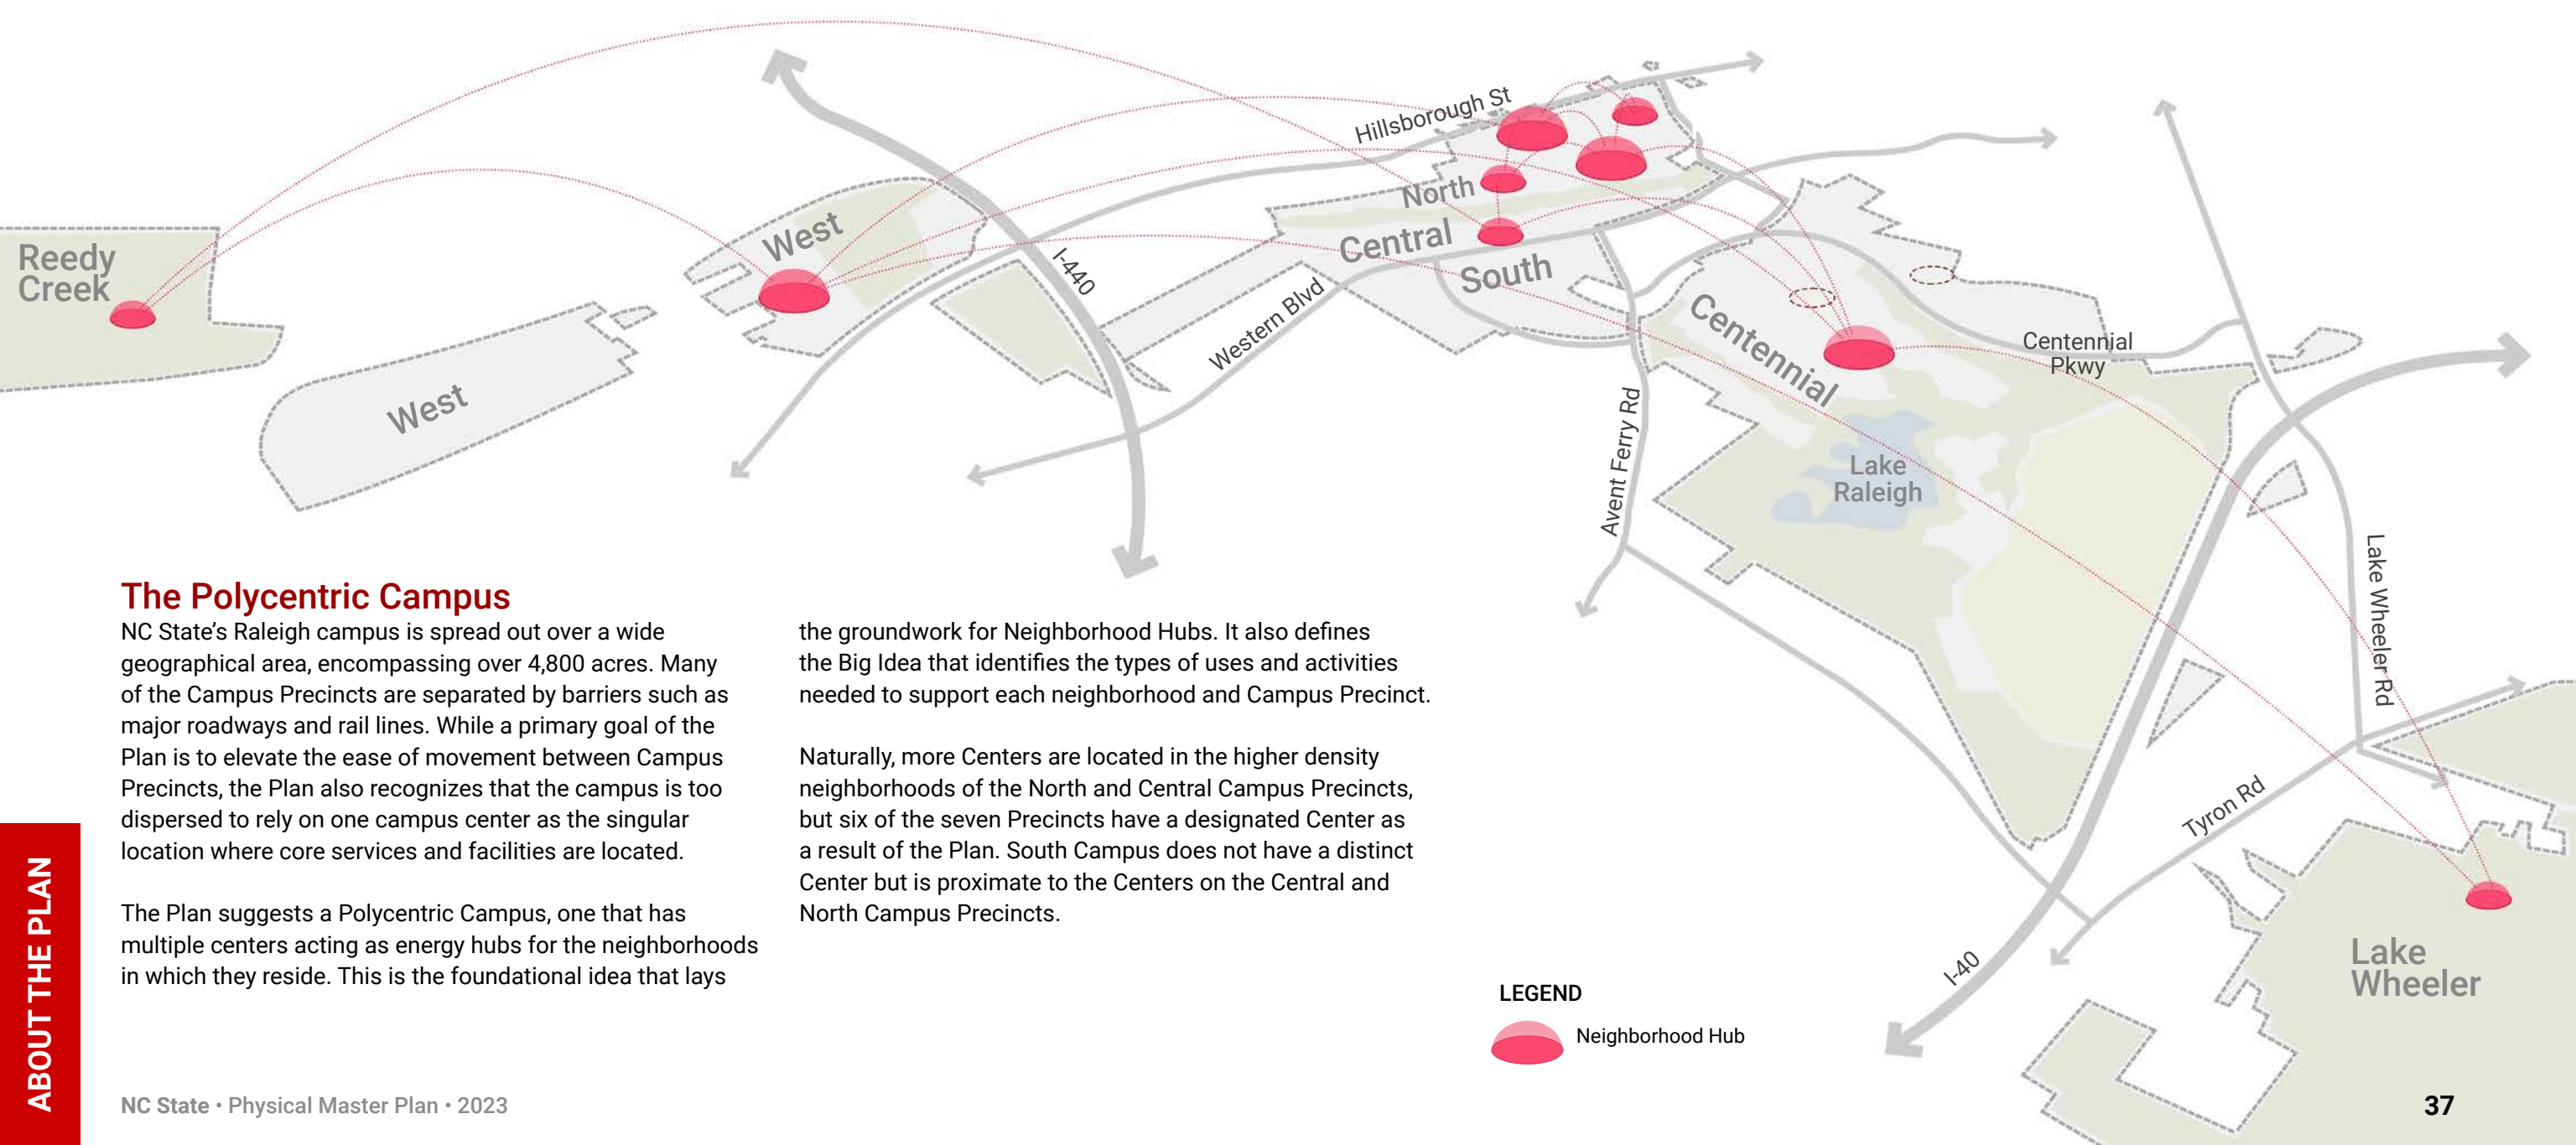 Hillsborough St
North
West
Central
South
Reedy
Creek
I-440
Western Blvd
Centennial
Centennial
Pkwy
West
Avent Ferry Rd
Lake
Raleigh
Lake Wheeler Rd
Tyron Rd
I-40
Lake
Wheeler
The Polycentric Campus
NC State’s Raleigh campus is spread out over a wide
geographical area, encompassing over 4,800 acres. Many
of the Campus Precincts are separated by barriers such as
major roadways and rail lines. While a primary goal of the
Plan is to elevate the ease of movement between Campus
Precincts, the Plan also recognizes that the campus is too
dispersed to rely on one campus center as the singular
location where core services and facilities are located.
The Plan suggests a Polycentric Campus, one that has
multiple centers acting as energy hubs for the neighborhoods
in which they reside. This is the foundational idea that lays
the groundwork for Neighborhood Hubs. It also defines
the Big Idea that identifies the types of uses and activities
needed to support each neighborhood and Campus Precinct.
Naturally, more Centers are located in the higher density
neighborhoods of the North and Central Campus Precincts,
but six of the seven Precincts have a designated Center as
a result of the Plan. South Campus does not have a distinct
Center but is proximate to the Centers on the Central and
North Campus Precincts.
LEGEND
Neighborhood Hub
ABOUT THE PLAN
NC State • Physical Master Plan • 2023
37